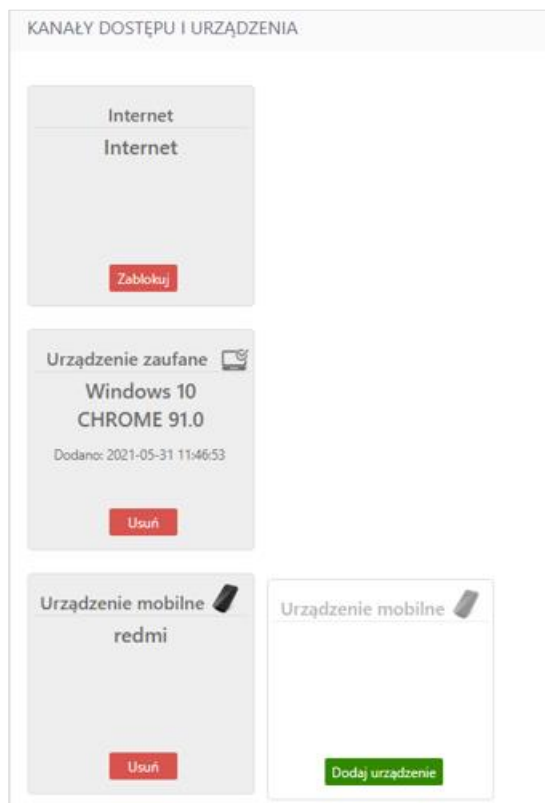 KANAŁY DOSTĘPU I URZĄDZENIA
Internet
Internet
Zablokuj
Urządzenie zaufane
Windows 10
CHROME 91.0
Dodano: 2021-05-31 11:46:53
Usuń
Urządzenie mobilne
redmi
Usuń
Urządzenie mobilne
Dodaj urządzenie